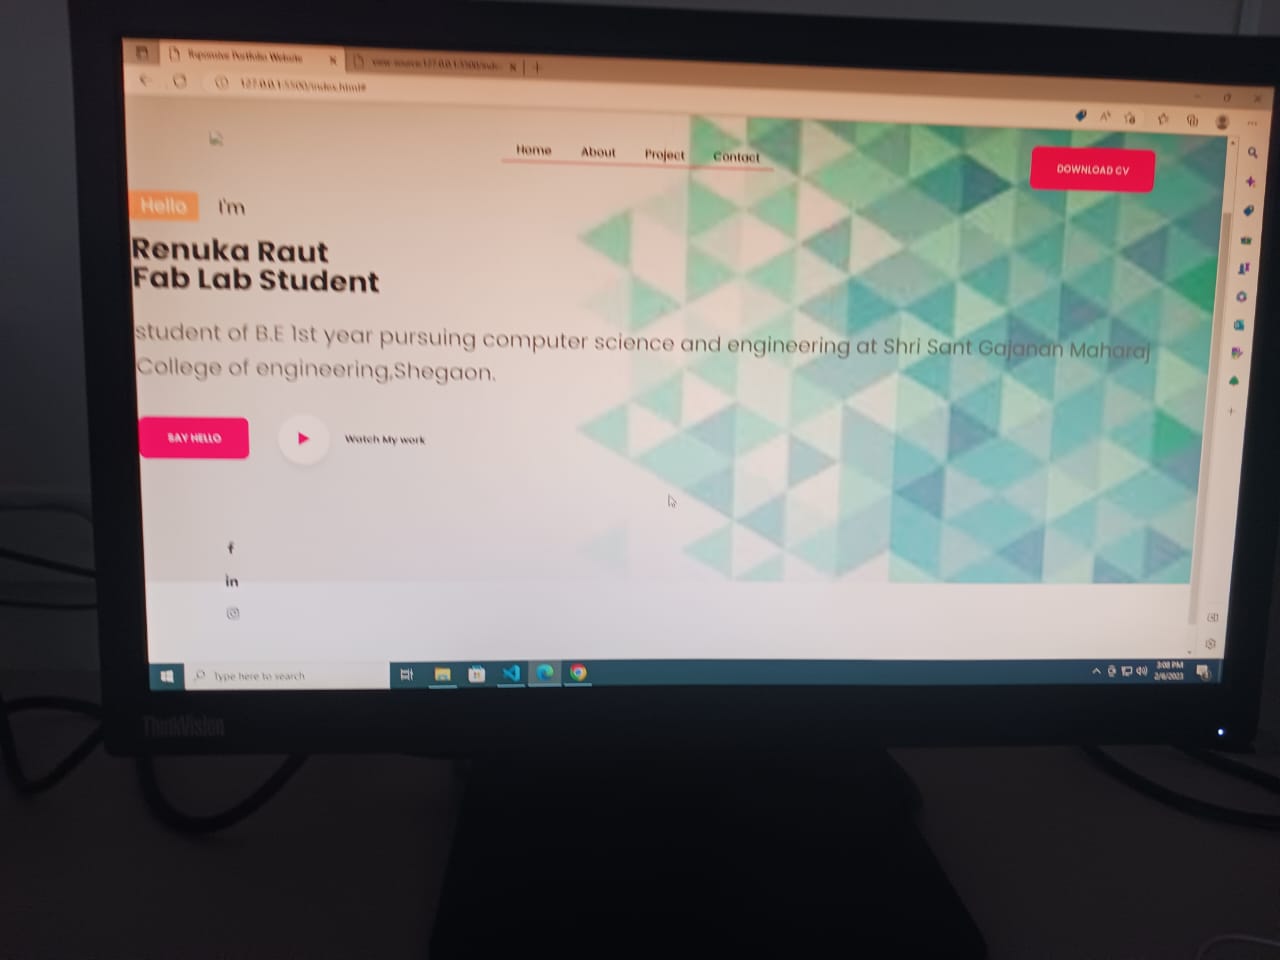 Responsive Portfolio Website
view-source:127.0.0.1:5500/inde
127.0.0.1:5500/index.html#
Home About Project Contact
DOWNLOAD CV
Hello I'm
Renuka Raut
Fab Lab Student
student of B.E 1st year pursuing computer science and engineering at Shri Sant Gajanan Maharaj
College of engineering,Shegaon.
SAY HELLO
Watch My work
f
in
Type here to search
3:08 PM
2/6/2023
ThinkVision